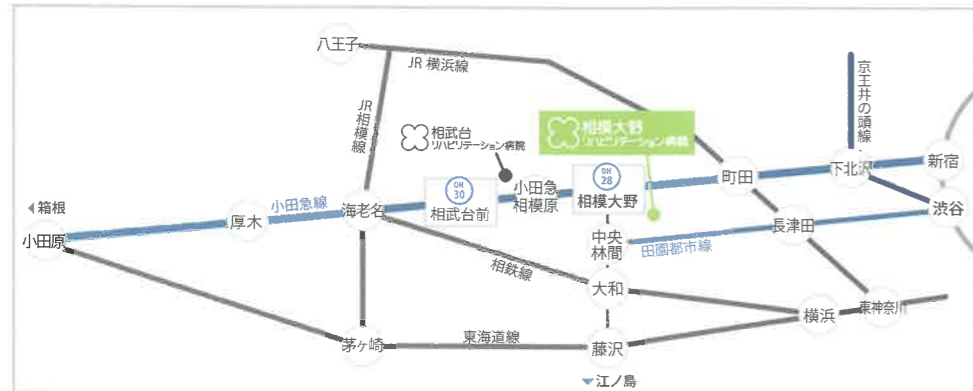 八王子
JR 横浜線
JR 相模線
京王井の頭線
相武台
リハビリテーション病院
相模大野
リハビリテーション病院
新宿
下北沢
町田
小田急
相模原
OH
28
相模大野
OH
30
相武台前
小田急線
海老名
◀箱根
厚木
小田原
渋谷
長津田
中央
林間
田園都市線
相鉄線
大和
横浜
東神奈川
茅ヶ崎
東海道線
藤沢
▼江ノ島